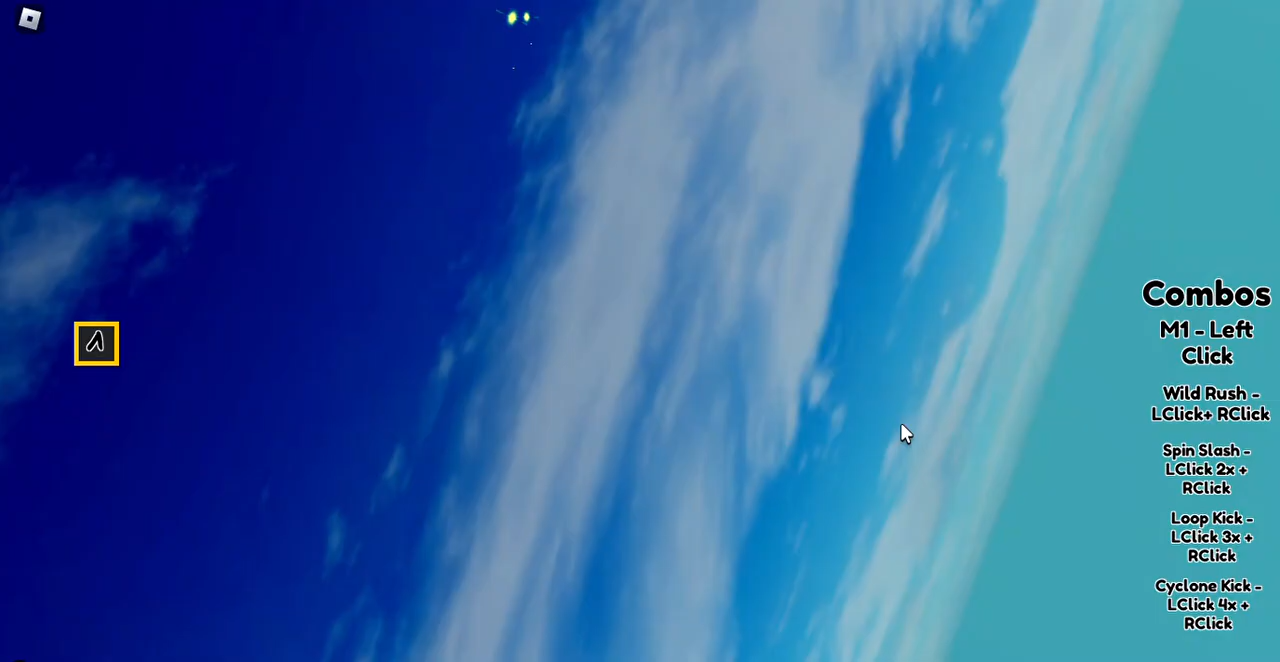 Combos
M1 - Left
Click
Wild Rush -
LClick+ RClick
Spin Slash -
LClick 2x +
RClick
Loop Kick -
LClick 3x +
RClick
Cyclone Kick -
LClick 4x +
RClick